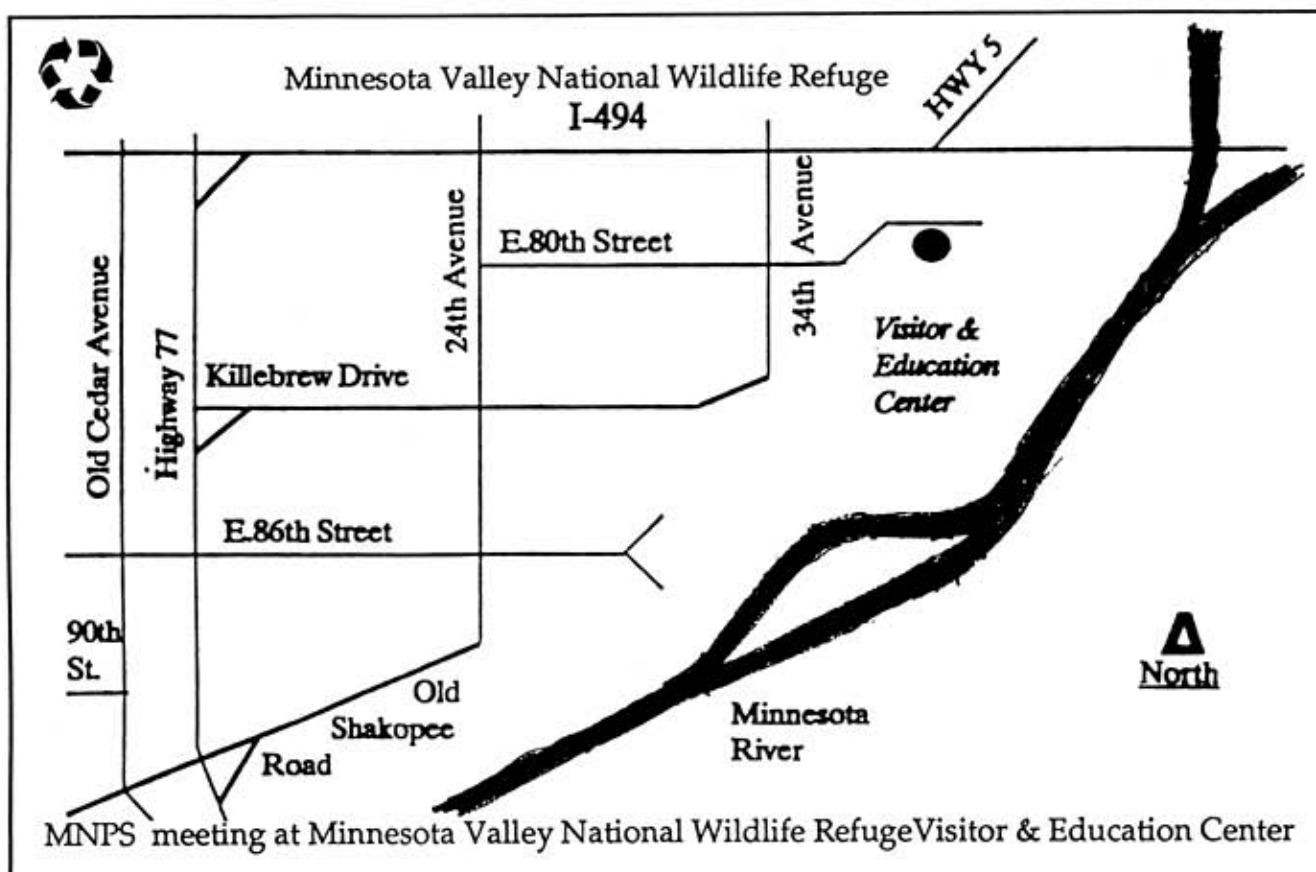 Minnesota Valley National Wildlife Refuge
I-494
HWY 5
Old Cedar Avenue
Highway 77
24th Avenue
34th Avenue
E.80th Street
Visitor &
Education
Center
Killebrew Drive
E.86th Street
90th
St.
Old
Shakopee
Road
Minnesota
River
North
MNPS meeting at Minnesota Valley National Wildlife RefugeVisitor & Education Center